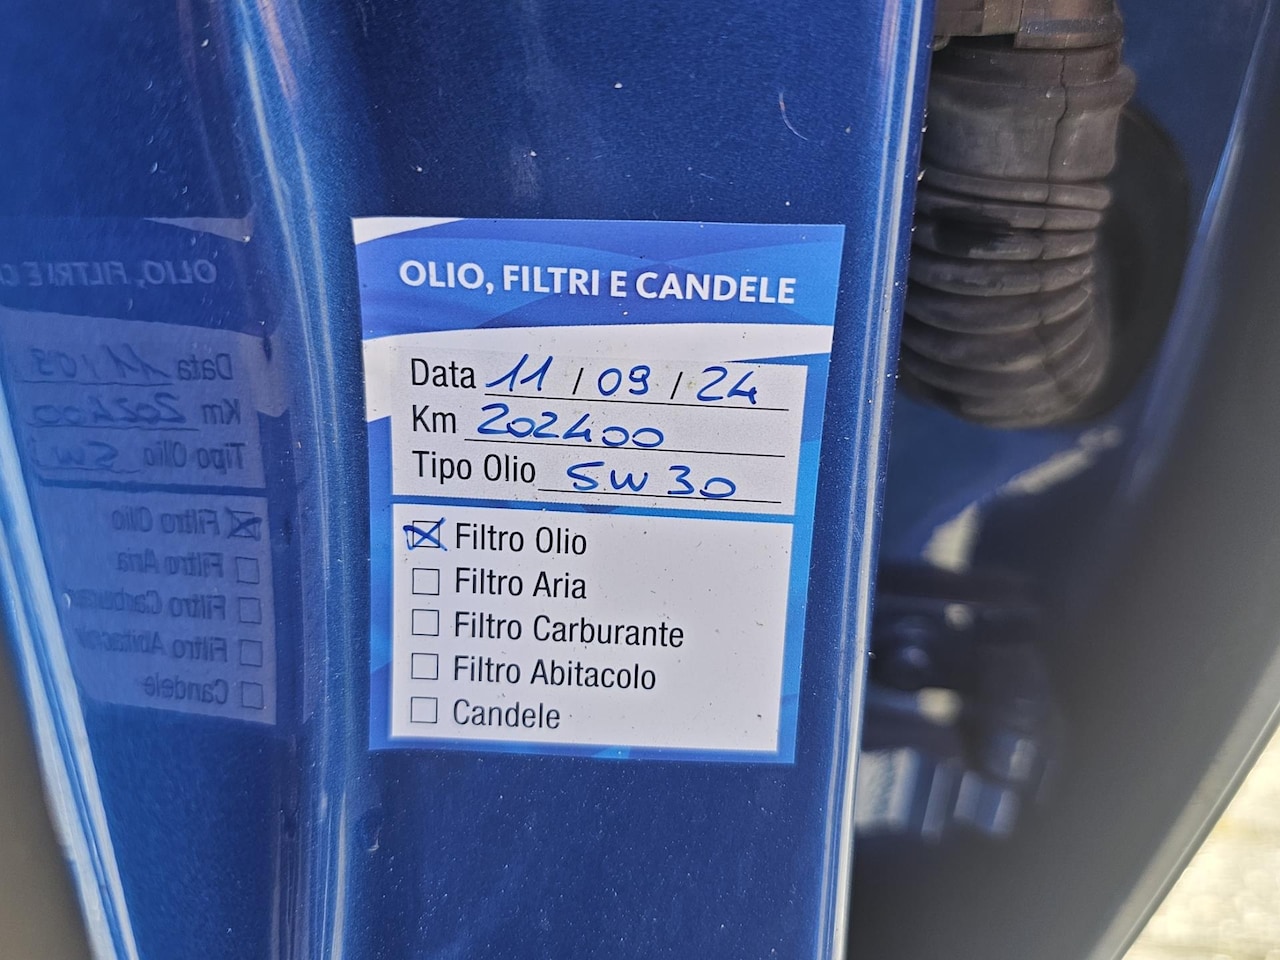 OLIO, FILTRI E CANDELE
Data 11 / 09 / 24
Km 202400
Tipo Olio 5W30
Filtro Olio
Filtro Aria
Filtro Carburante
Filtro Abitacolo
Candele